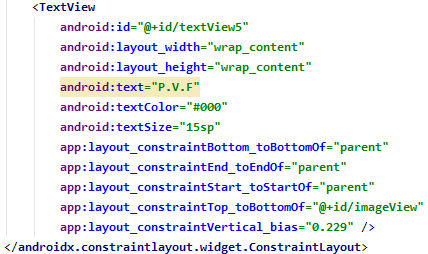 <TextView
android:id="@+id/textView5"
android:layout_width="wrap_content"
android:layout_height="wrap_content"
android:text="P.V.F"
android:textColor="#000"
android:textSize="15sp"
app:layout_constraintBottom_toBottomOf="parent"
app:layout_constraintEnd_toEndOf="parent"
app:layout_constraintStart_toStartOf="parent"
app:layout_constraintTop_toBottomOf="@+id/imageView"
app:layout_constraintVertical_bias="0.229" />
</androidx.constraintlayout.widget.ConstraintLayout>